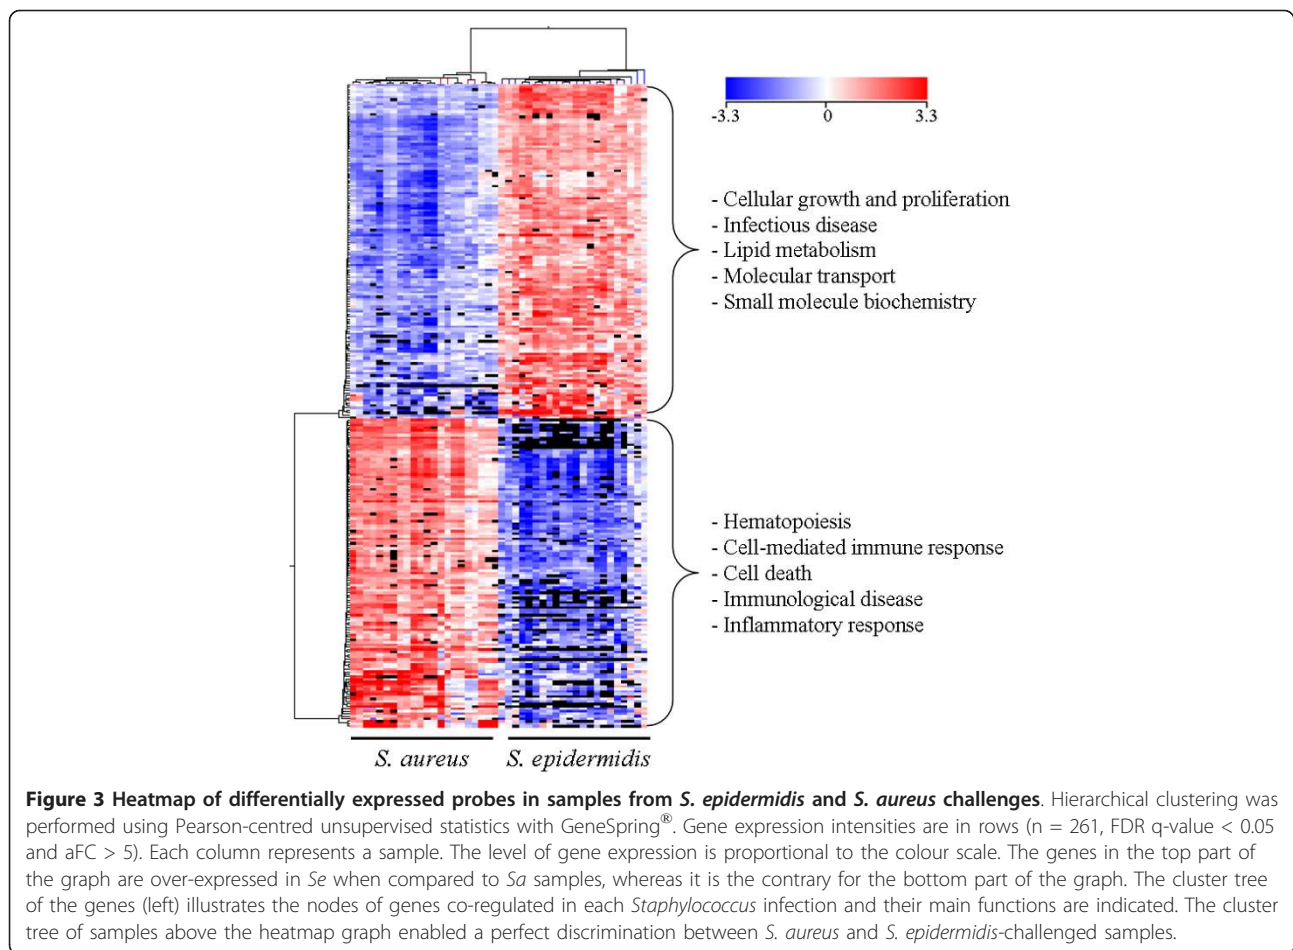 -3.3 0 3.3
- Cellular growth and proliferation
- Infectious disease
- Lipid metabolism
- Molecular transport
- Small molecule biochemistry
- Hematopoiesis
- Cell-mediated immune response
- Cell death
- Immunological disease
- Inflammatory response
S. aureus S. epidermidis
Figure 3 Heatmap of differentially expressed probes in samples from S. epidermidis and S. aureus challenges. Hierarchical clustering was
performed using Pearson-centred unsupervised statistics with GeneSpring®. Gene expression intensities are in rows (n = 261, FDR q-value < 0.05
and aFC > 5). Each column represents a sample. The level of gene expression is proportional to the colour scale. The genes in the top part of
the graph are over-expressed in Se when compared to Sa samples, whereas it is the contrary for the bottom part of the graph. The cluster tree
of the genes (left) illustrates the nodes of genes co-regulated in each Staphylococcus infection and their main functions are indicated. The cluster
tree of samples above the heatmap graph enabled a perfect discrimination between S. aureus and S. epidermidis-challenged samples.